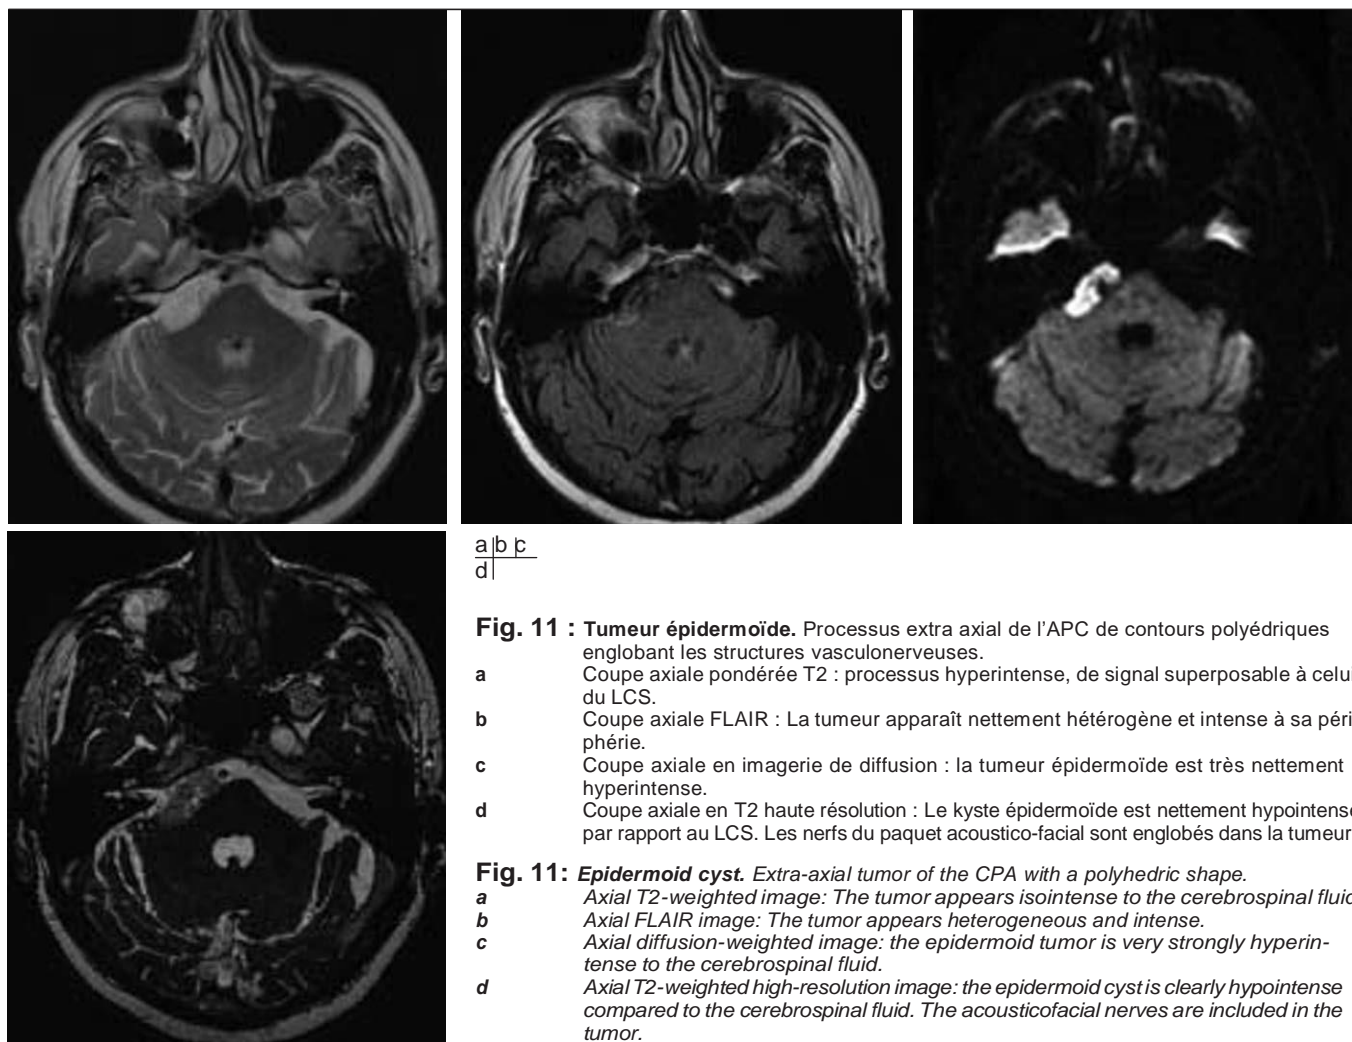 a b c
d
Fig. 11 : Tumeur épidermoïde. Processus extra axial de l'APC de contours polyédriques
englobant les structures vasculonerveuses.
a Coupe axiale pondérée T2 : processus hyperintense, de signal superposable à celui
du LCS.
b Coupe axiale FLAIR : La tumeur apparaît nettement hétérogène et intense à sa péri
phérie.
c Coupe axiale en imagerie de diffusion : la tumeur épidermoïde est très nettement
hyperintense.
d Coupe axiale en T2 haute résolution : Le kyste épidermoïde est nettement hypointense
par rapport au LCS. Les nerfs du paquet acoustico-facial sont englobés dans la tumeur
Fig. 11: Epidermoid cyst. Extra-axial tumor of the CPA with a polyhedric shape.
a Axial T2-weighted image: The tumor appears isointense to the cerebrospinal fluid
b Axial FLAIR image: The tumor appears heterogeneous and intense.
c Axial diffusion-weighted image: the epidermoid tumor is very strongly hyperin-
tense to the cerebrospinal fluid.
d Axial T2-weighted high-resolution image: the epidermoid cyst is clearly hypointense
compared to the cerebrospinal fluid. The acousticofacial nerves are included in the
tumor.